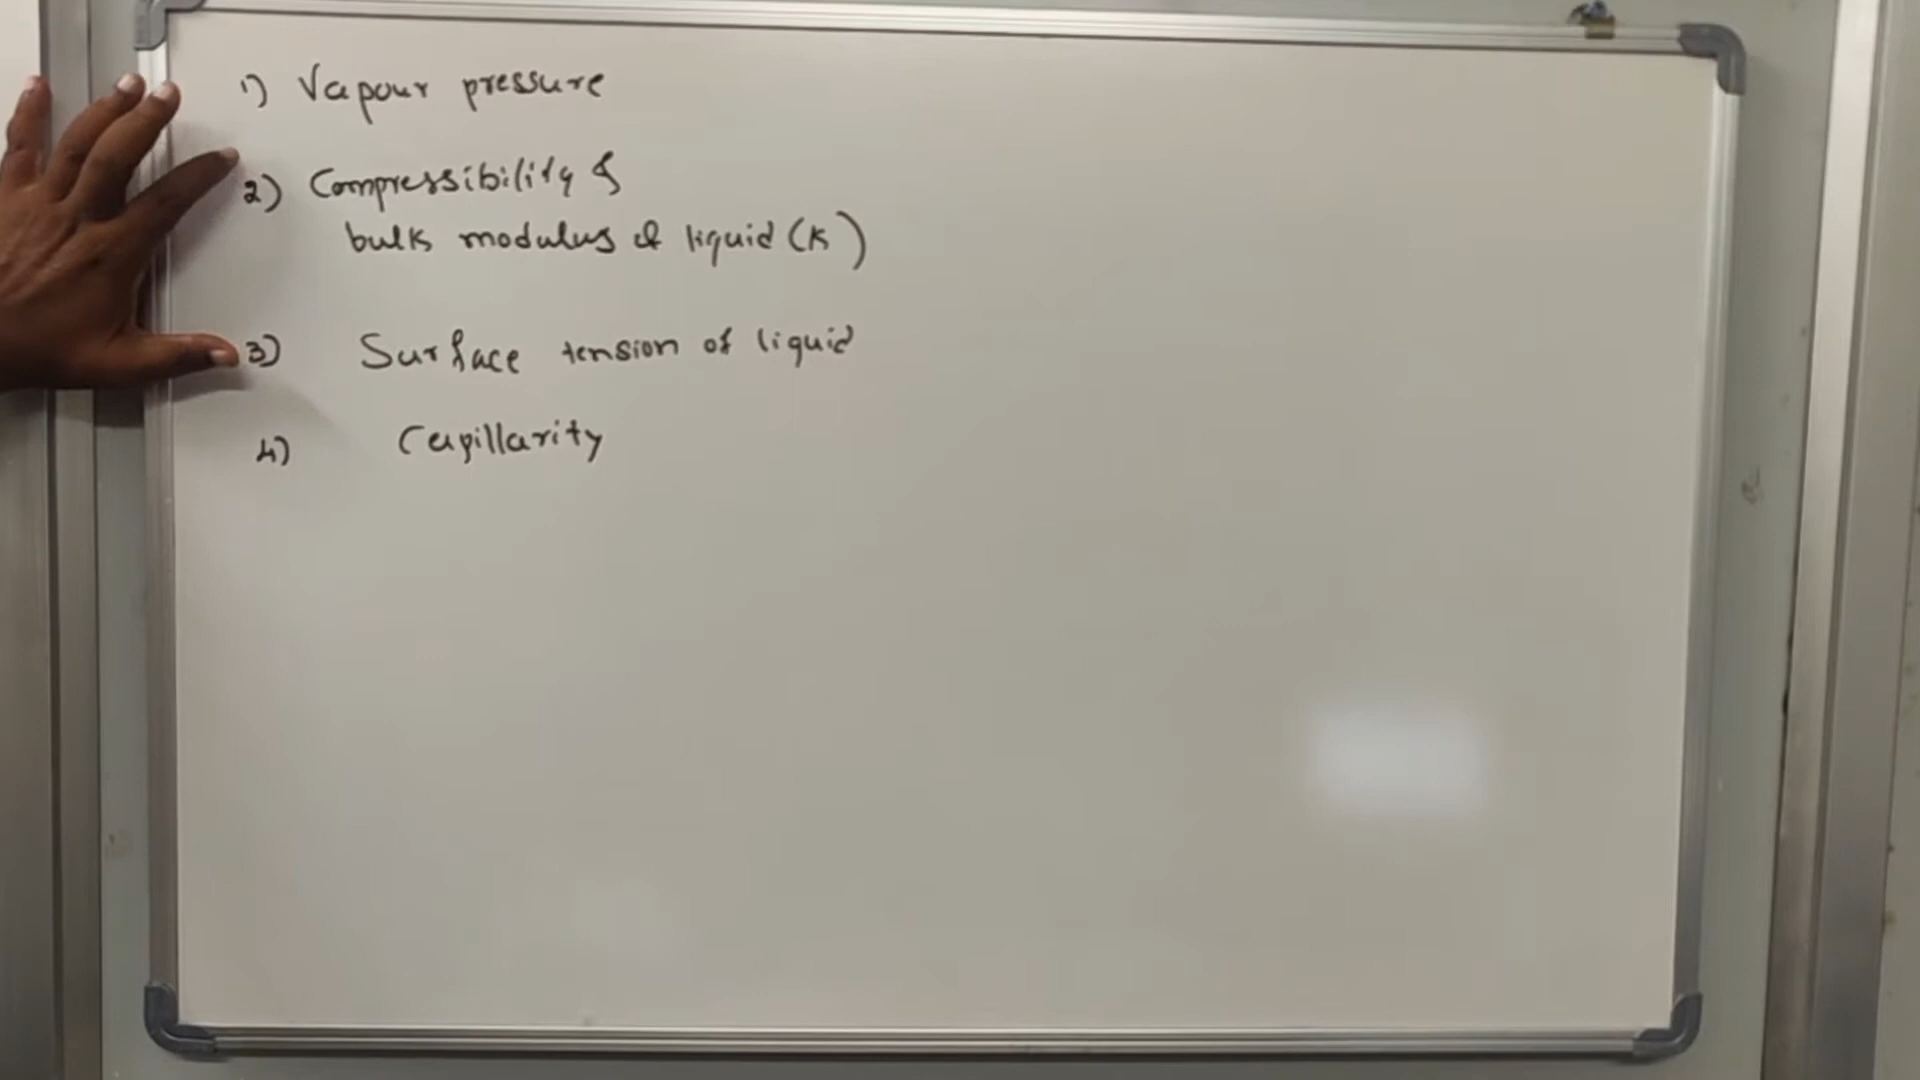 1) Vapour pressure
2) Compressibility &
bulk modulus of liquid (K)
3) Surface tension of liquid
4) Capillarity